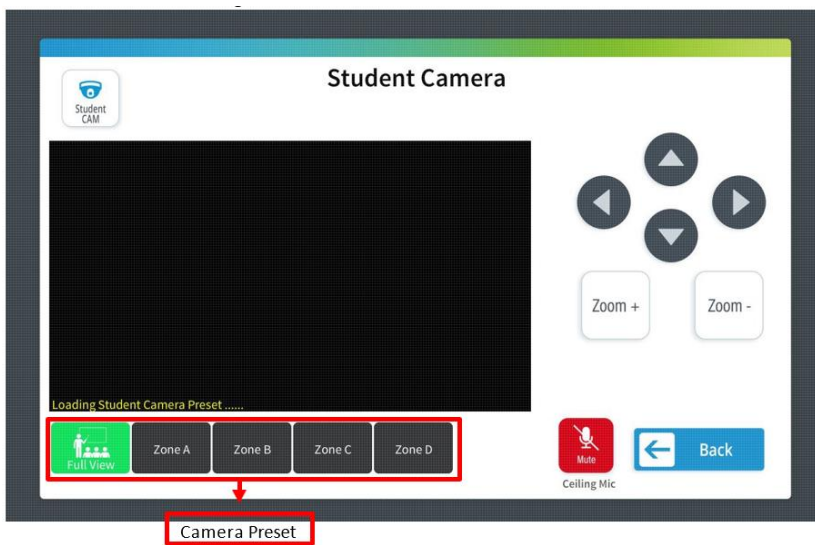 Student Camera
Student
CAM
Zoom +
Zoom -
Loading Student Camera Preset ......
Full View
Zone A
Zone B
Zone C
Zone D
Mute
Ceiling Mic
Back
Camera Preset